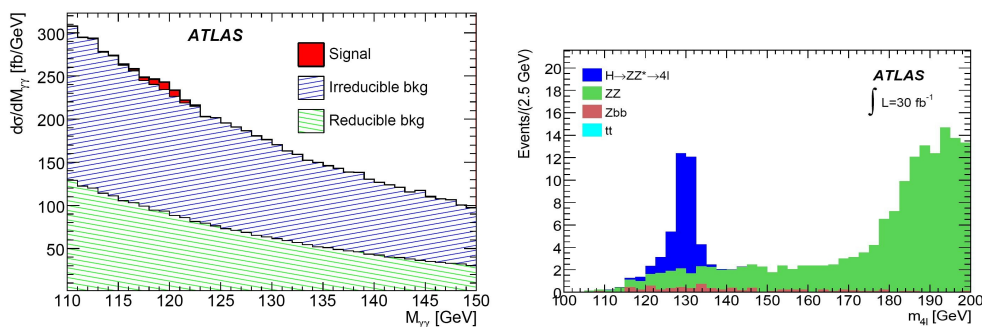 dσ/dM_γγ [fb/GeV]
300
250
200
150
100
50
ATLAS
Signal
Irreducible bkg
Reducible bkg
110 115 120 125 130 135 140 145 150
M_γγ [GeV]
Events/(2.5 GeV)
20
18
16
14
12
10
8
6
4
2
0
H→ZZ*→4l
ZZ
Zbb
tt
ATLAS
∫ L=30 fb⁻¹
100 110 120 130 140 150 160 170 180 190 200
m_4l [GeV]